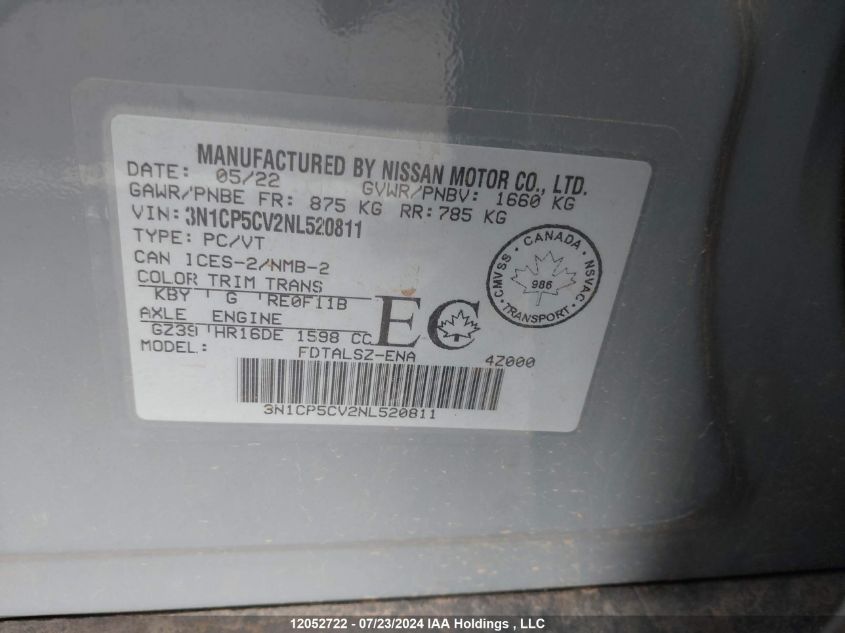 MANUFACTURED BY NISSAN MOTOR CO., LTD.
DATE: 05/22 GVWR/PNBV: 1660 KG
GAWR/PNBE FR: 875 KG RR: 785 KG
VIN: 3N1CP5CV2NL520811
TYPE: PC/VT
CAN ICES-2/NMB-2
COLOR TRIM TRANS
KBY G RE0F11B
AXLE ENGINE
GZ39 HR16DE 1598 CC
MODEL: FDTALSZ-ENA 4Z000
EC
CMVSS · CANADA · NSVAC · TRANSPORT ·
986
3N1CP5CV2NL520811
12052722 - 07/23/2024 IAA Holdings , LLC